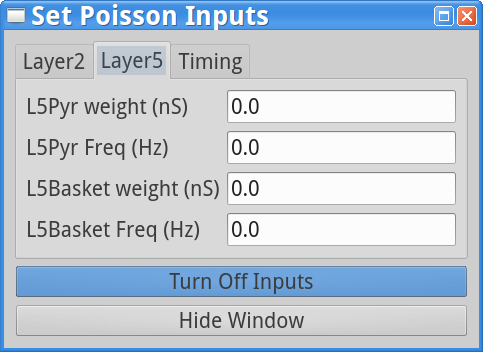 Set Poisson Inputs
Layer2 Layer5 Timing
L5Pyr weight (nS) 0.0
L5Pyr Freq (Hz) 0.0
L5Basket weight (nS) 0.0
L5Basket Freq (Hz) 0.0
Turn Off Inputs
Hide Window